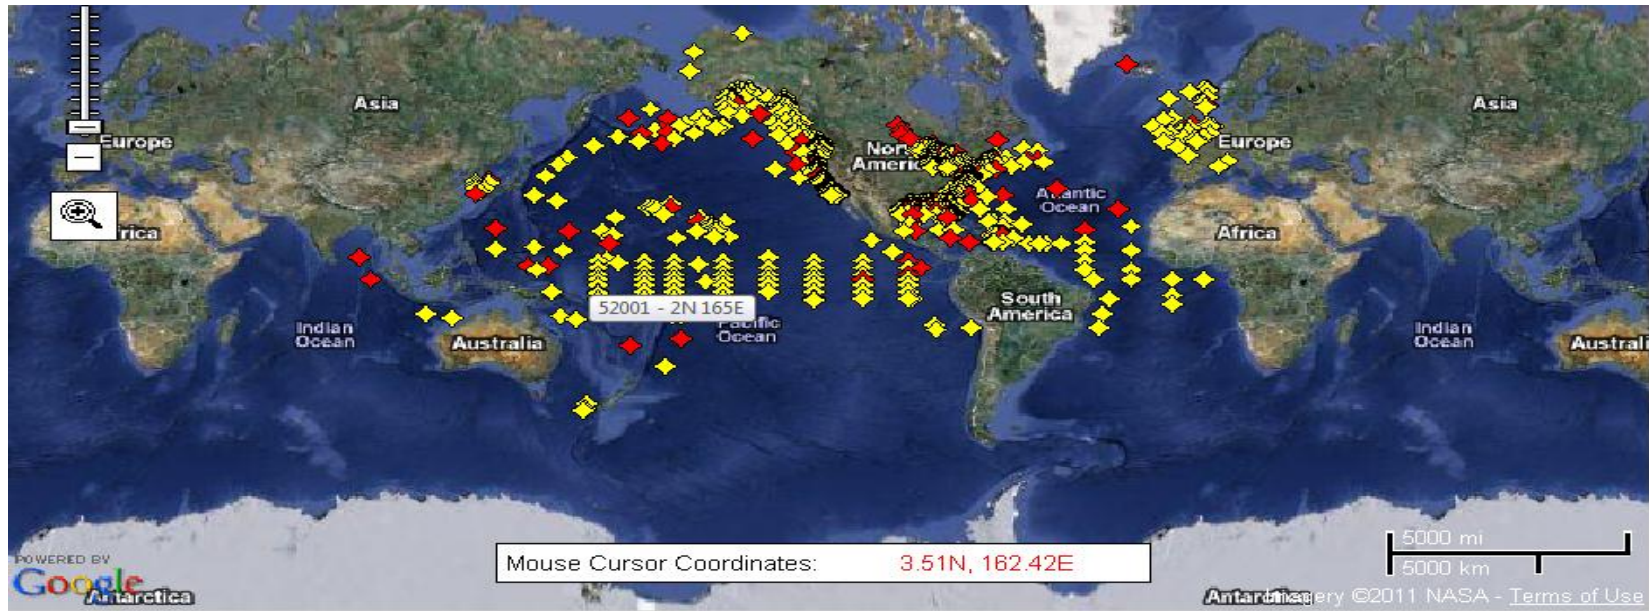 Asia
Asia
Europe
North
America
Europe
Atlantic
Ocean
frica
Africa
52001 - 2N 165E
South
America
Indian
Ocean
Australia
Pacific
Ocean
Indian
Ocean
Australi
5000 mi
Mouse Cursor Coordinates: 3.51N, 162.42E
POWERED BY
Google
5000 km
Antarctica
Imagery ©2011 NASA - Terms of Use